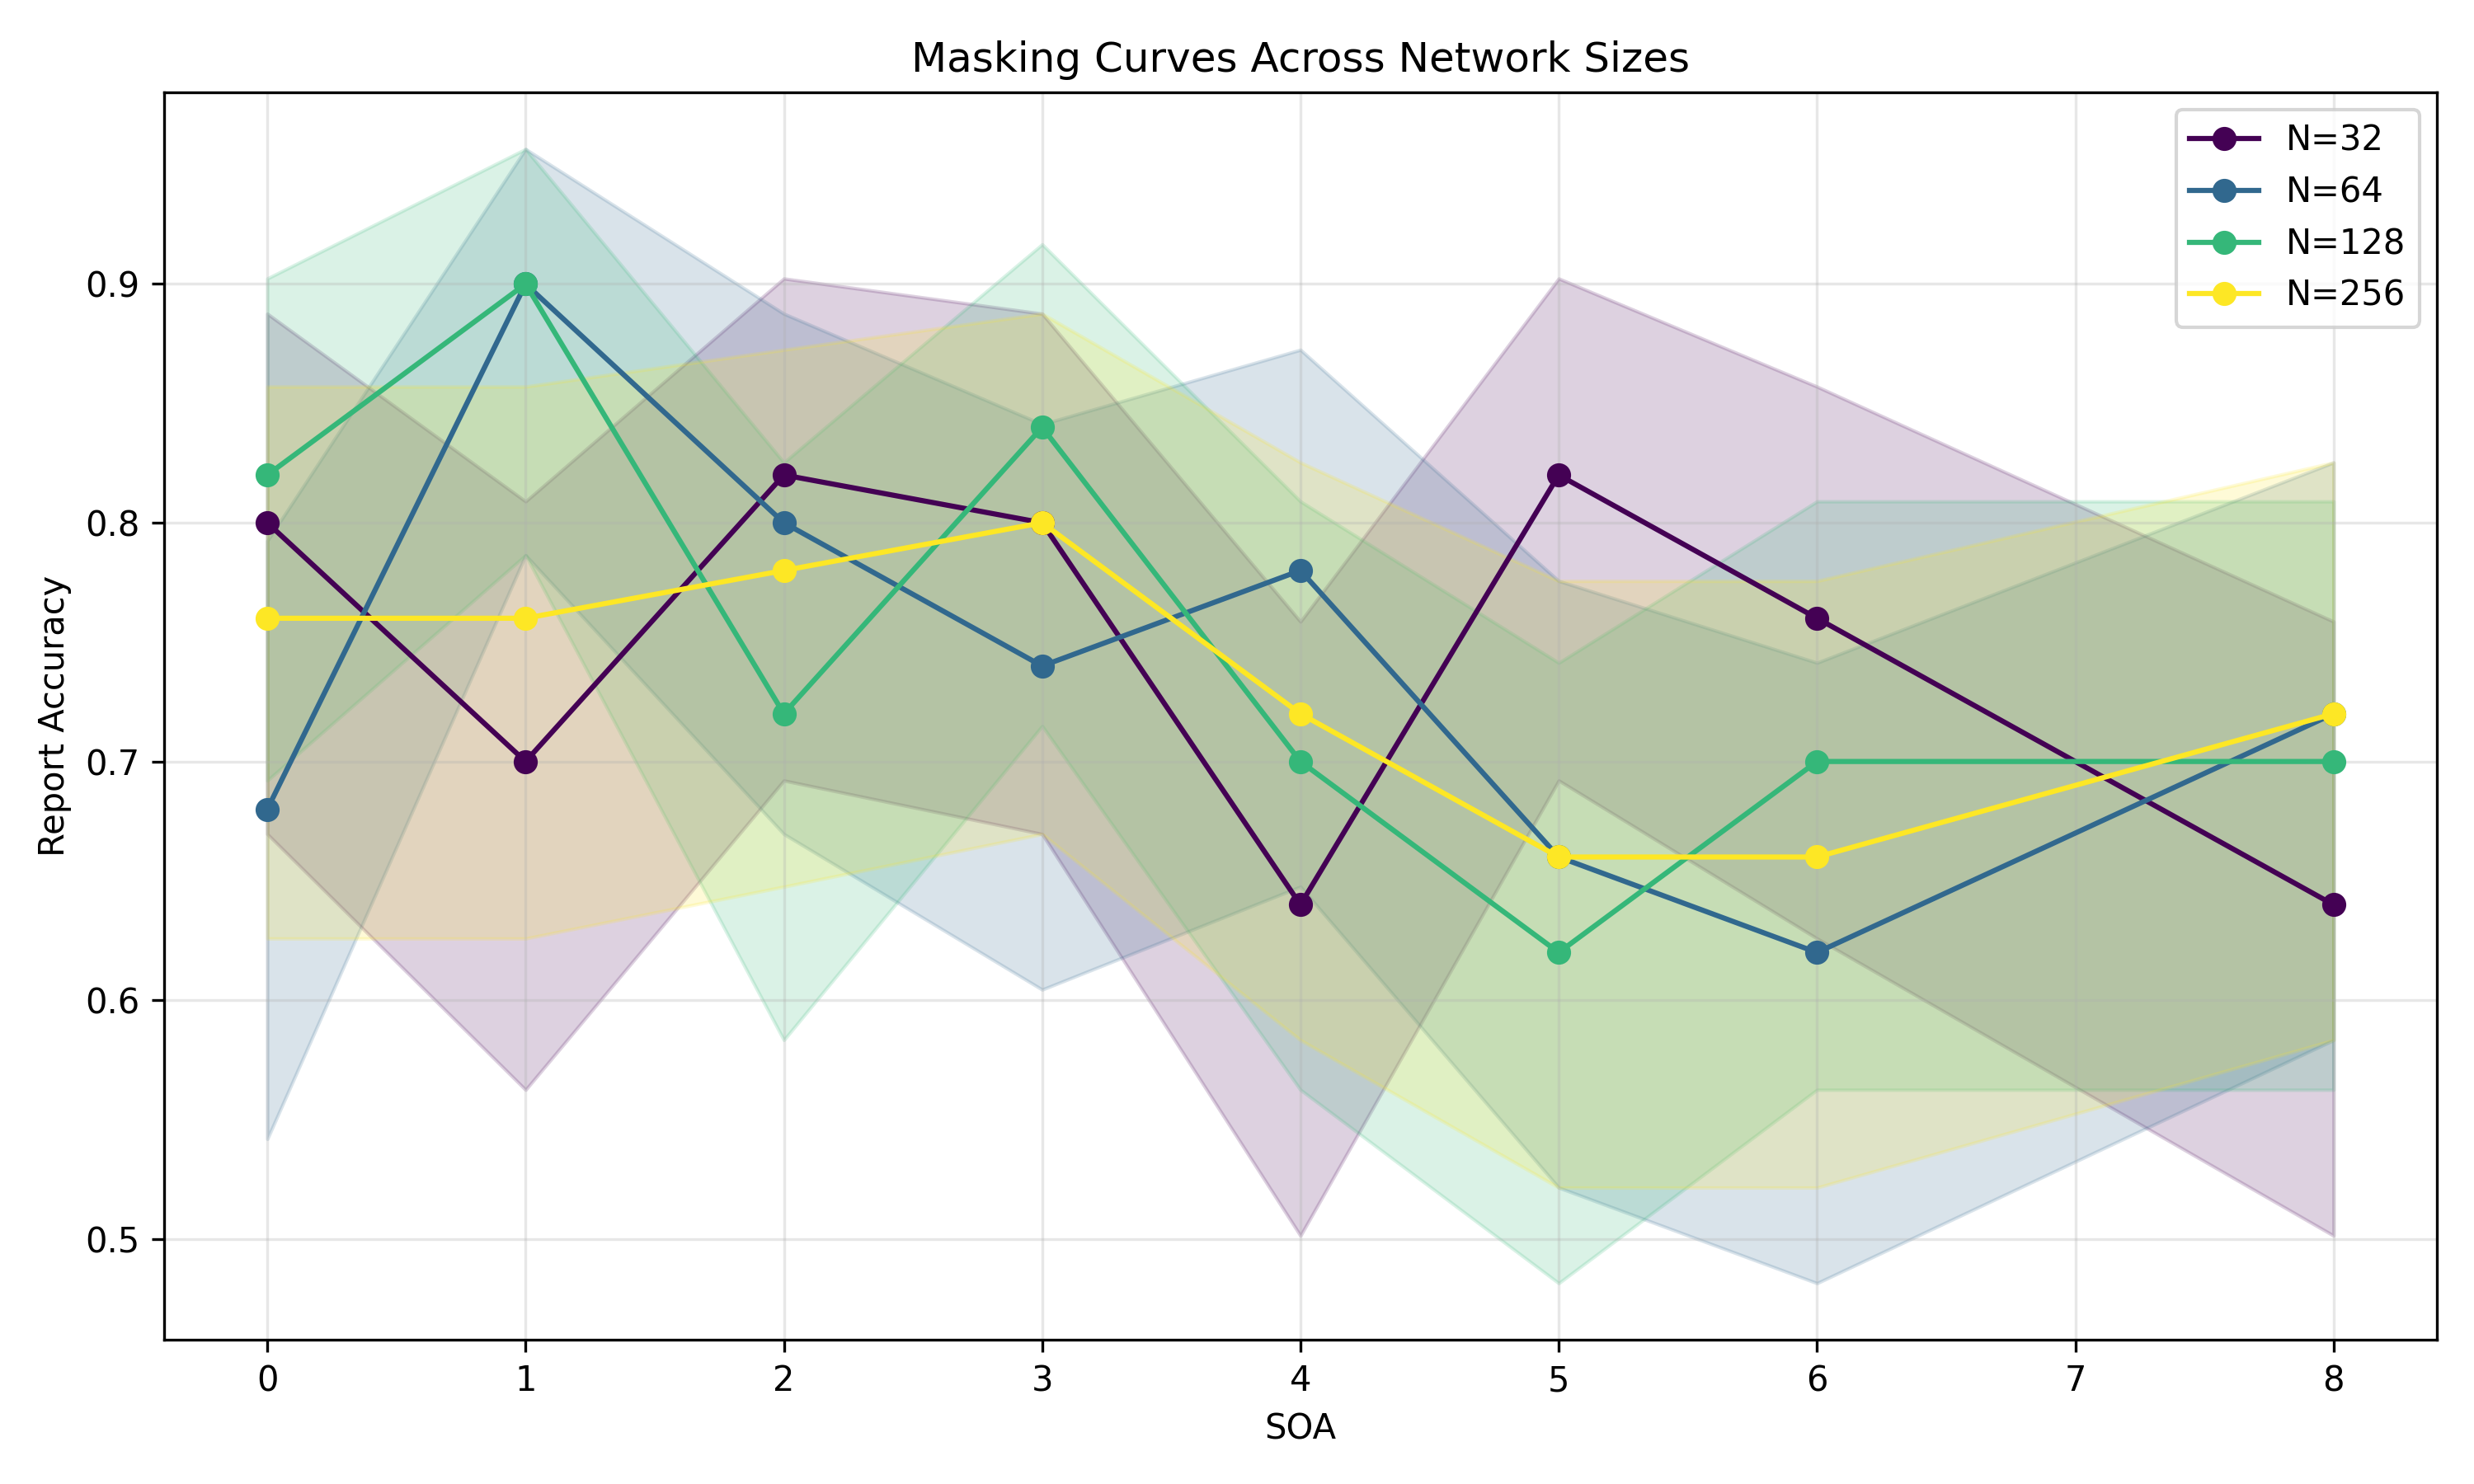 Masking Curves Across Network Sizes
N=32
N=64
N=128
N=256
Report Accuracy
0.9
0.8
0.7
0.6
0.5
0 1 2 3 4 5 6 7 8
SOA